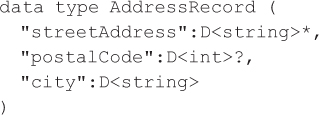 data type AddressRecord (
"streetAddress":D<string>*,
"postalCode":D<int>?,
"city":D<string>
)